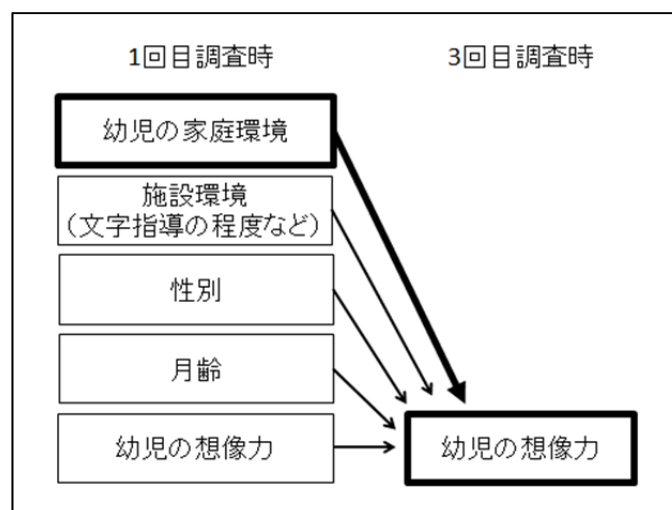 1回目調査時
3回目調査時
幼児の家庭環境
施設環境
（文字指導の程度など）
性別
月齢
幼児の想像力
幼児の想像力